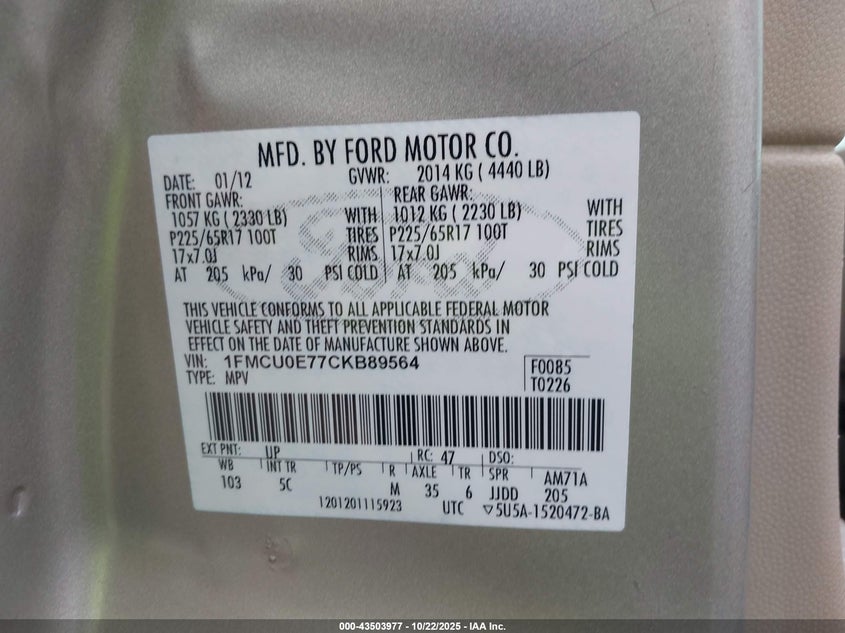 MFD. BY FORD MOTOR CO.
DATE: 01/12 GVWR: 2014 KG ( 4440 LB)
FRONT GAWR: REAR GAWR:
1057 KG ( 2330 LB) WITH 1012 KG ( 2230 LB) WITH
P225/65R17 100T TIRES P225/65R17 100T TIRES
17x7.0J RIMS 17x7.0J RIMS
AT 205 kPa/ 30 PSI COLD AT 205 kPa/ 30 PSI COLD
THIS VEHICLE CONFORMS TO ALL APPLICABLE FEDERAL MOTOR
VEHICLE SAFETY AND THEFT PREVENTION STANDARDS IN
EFFECT ON THE DATE OF MANUFACTURE SHOWN ABOVE.
VIN: 1FMCU0E77CKB89564 F0085
TYPE: MPV T0226
EXT PNT: UP RC: 47 DSO:
WB INT TR TP/PS R AXLE TR SPR AM71A
103 5C M 35 6 JJDD 205
1201201115923 UTC ▽5U5A-1520472-BA
000-43503977 - 10/22/2025 - IAA Inc.